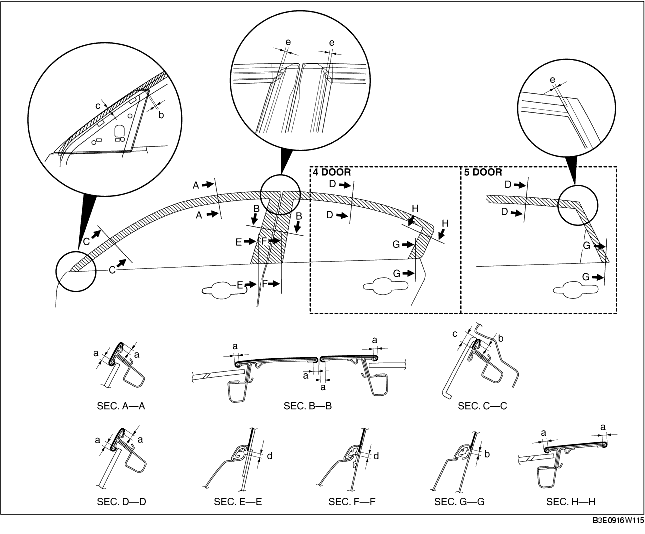 e e
c
b
e
4 DOOR
5 DOOR
A
A
B
B
D
D
H
H
D
D
C
C
E
F
G
G
E
F
G
G
a a
SEC. A—A
a a
a a
SEC. B—B
c b
SEC. C—C
a a
SEC. D—D
d
SEC. E—E
d
SEC. F—F
b
SEC. G—G
a a
SEC. H—H
B3E0916W115